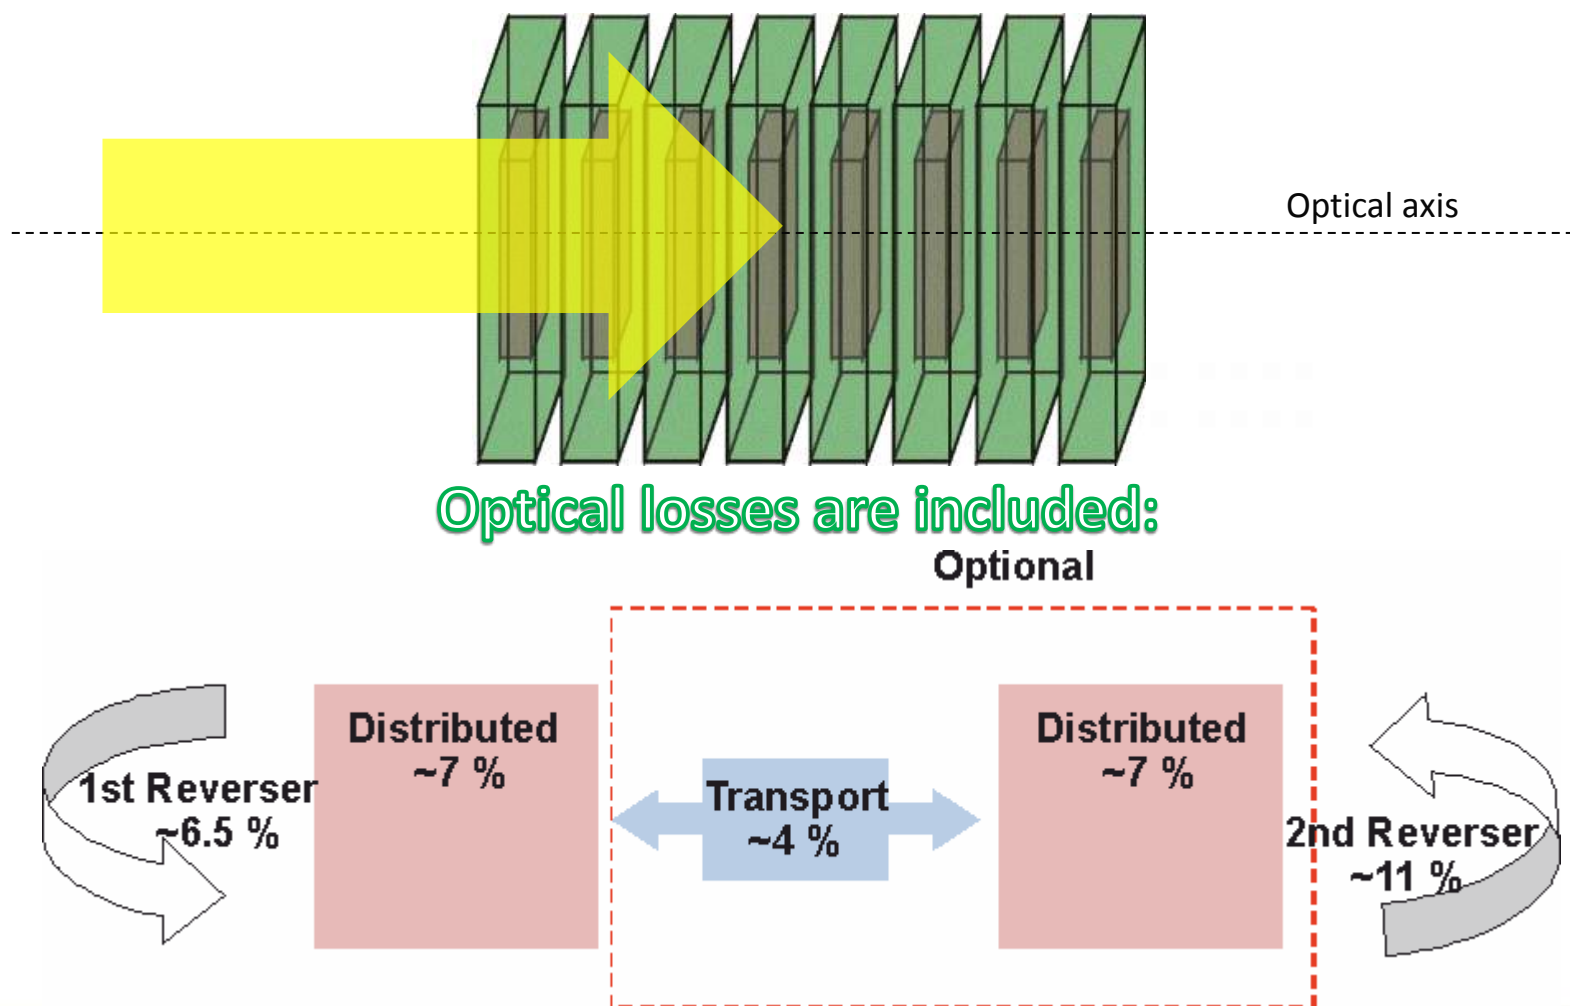 Optical axis
Optical losses are included:
Optional
Distributed
~7 %
Distributed
~7 %
1st Reverser
~6.5 %
Transport
~4 %
2nd Reverser
~11 %